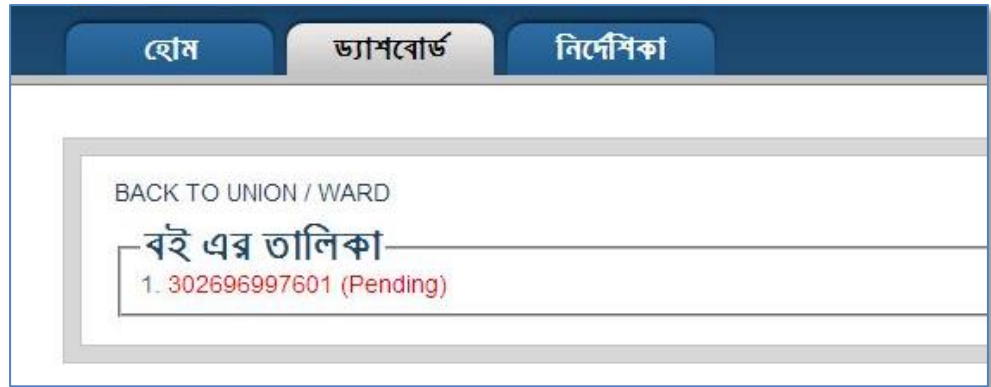 হোম ড্যাশবোর্ড নির্দেশিকা
BACK TO UNION / WARD
বই এর তালিকা
1. 302696997601 (Pending)